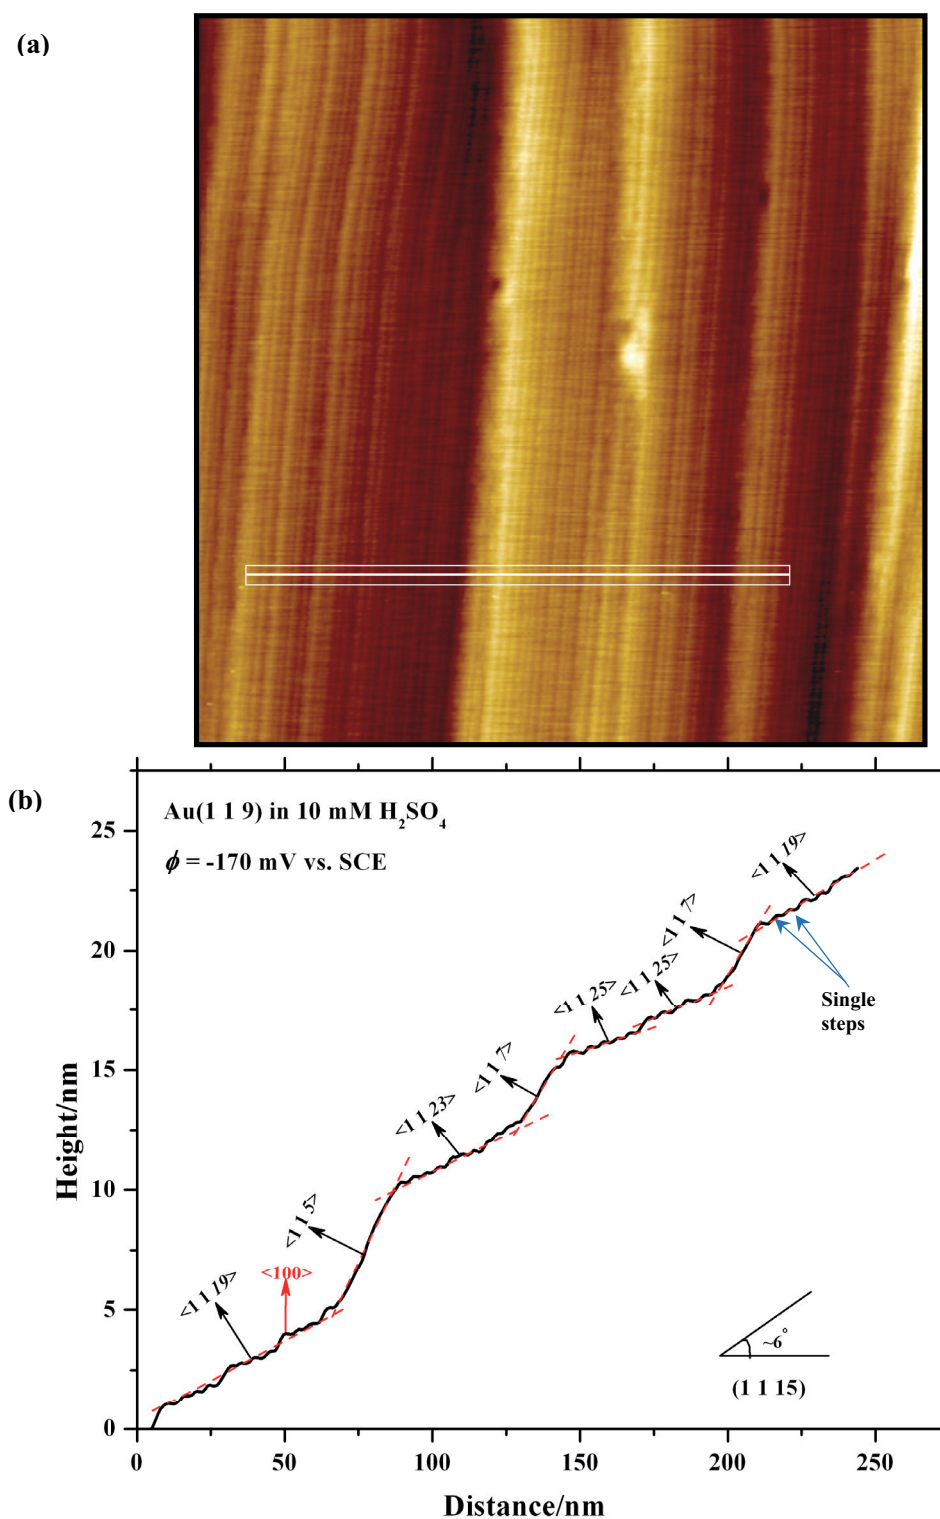 (a)
(b)
Au(1 1 9) in 10 mM H₂SO₄
ϕ = -170 mV vs. SCE
25
20
15
10
5
0
Height/nm
<1 1 19>
<100>
<1 1 5>
<1 1 23>
<1 1 7>
<1 1 25>
<1 1 25>
<1 1 7>
<1 1 19>
Single
steps
~6°
(1 1 15)
0
50
100
150
200
250
Distance/nm